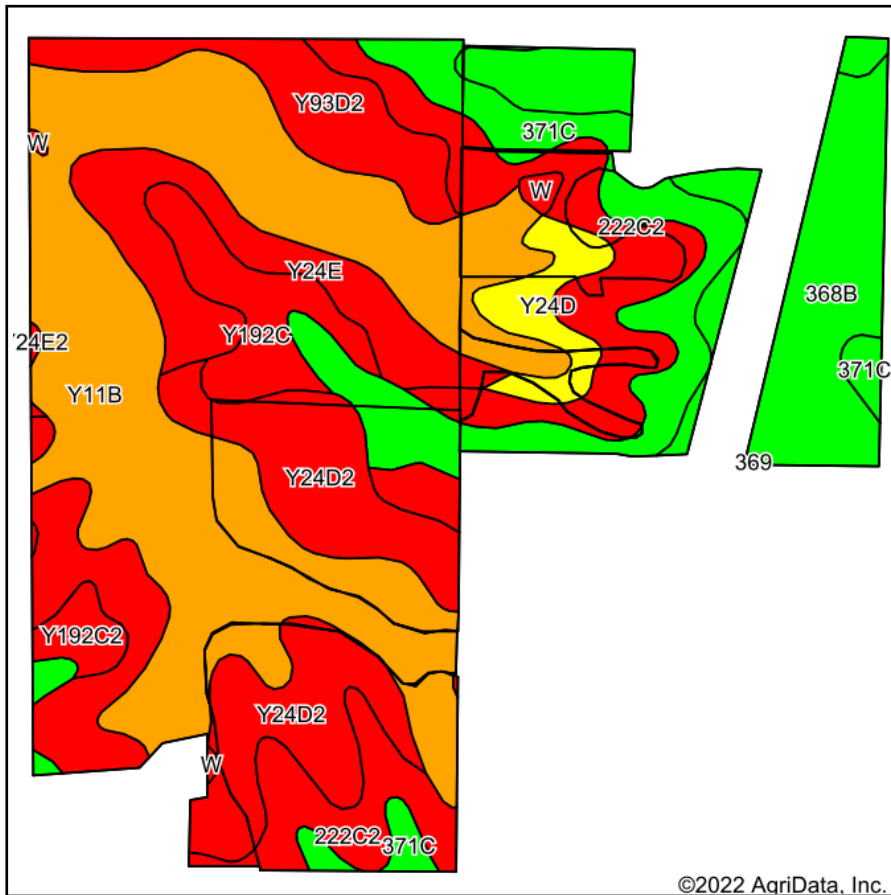 Y93D2
371C
W
W
222C2
Y24E
368B
Y24D
Y192C
24E2
371C
Y11B
369
Y24D2
Y192C2
Y24D2
W
222C2
371C
©2022 AgriData, Inc.